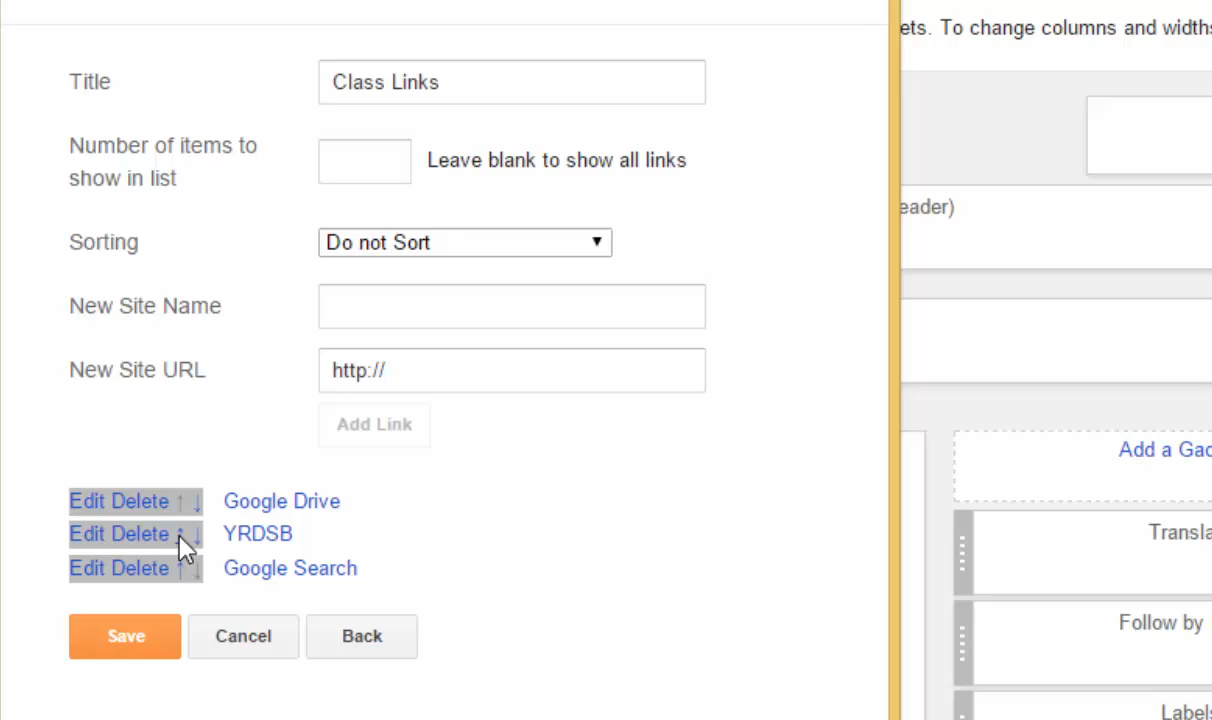 ets. To change columns and widths
Title
Class Links
Number of items to
show in list
Leave blank to show all links
eader)
Sorting
Do not Sort ▼
New Site Name
New Site URL
http://
Add Link
Add a Gad
Edit Delete ↑ ↓ Google Drive
Edit Delete ↑ ↓ YRDSB
Edit Delete ↑ ↓ Google Search
Transla
Follow by
Labels
Save
Cancel
Back